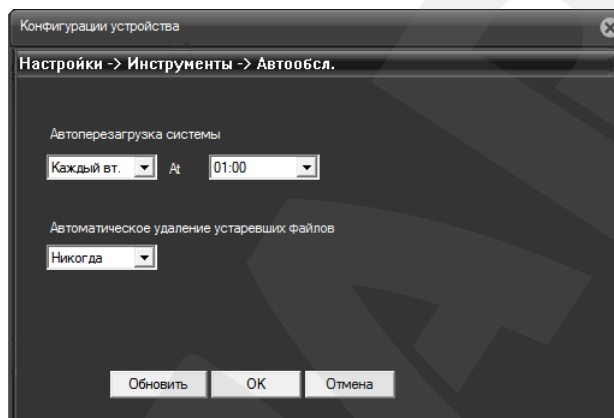 Конфигурации устройства
Настройки -> Инструменты -> Автообсл.
Автоперезагрузка системы
Каждый вт. At 01:00
Автоматическое удаление устаревших файлов
Никогда
Обновить OK Отмена